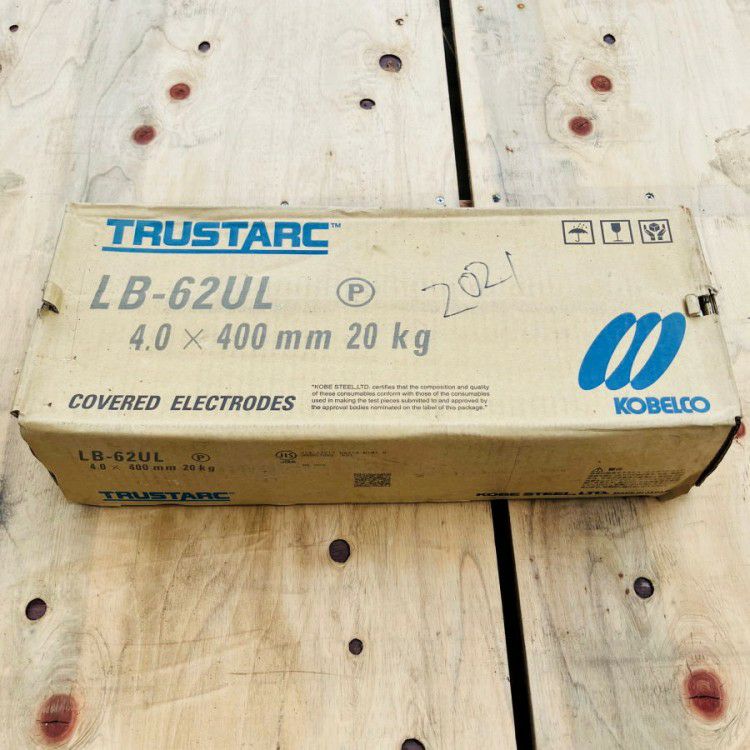 TRUSTARC™
LB-62UL Ⓟ
2021
4.0 × 400 mm 20 kg
COVERED ELECTRODES
"KOBE STEEL,LTD. certifies that the composition and quality
of these consumables conform with those of the consumables
used in making the test pieces submitted to and approved by
the approval bodies nominated on the label of this package."
KOBELCO
LB-62UL Ⓟ
4.0 × 400 mm 20 kg
JIS
TRUSTARC
KOBE STEEL,LTD.